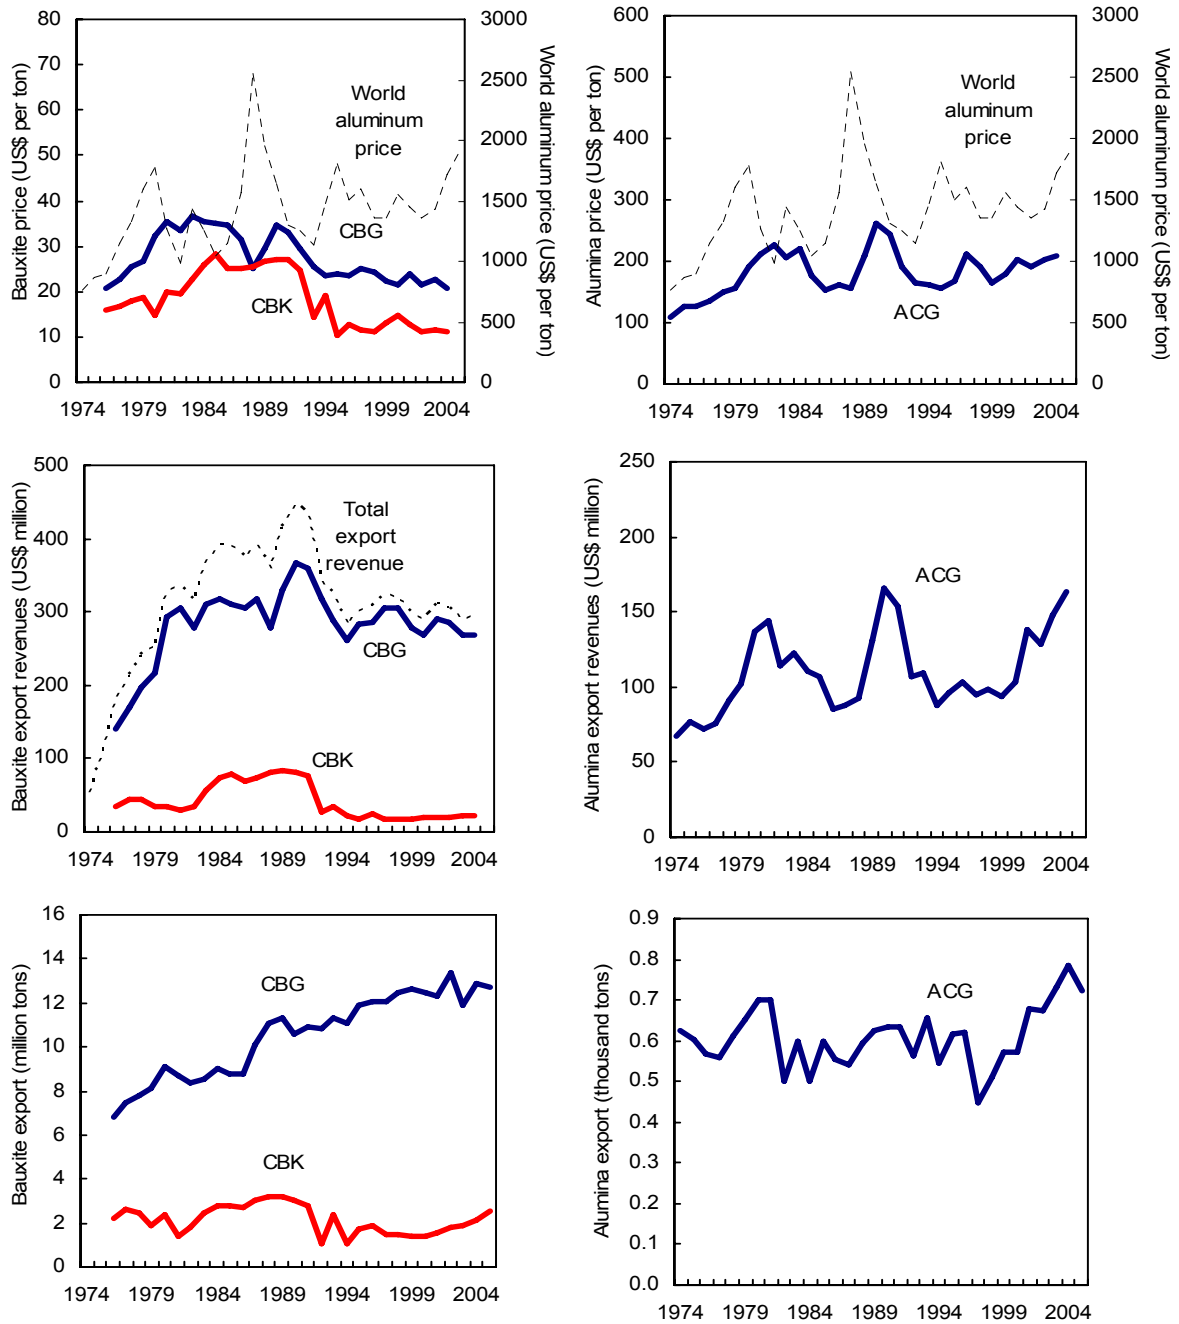 Bauxite price (US$ per ton)
80
70
60
50
40
30
20
10
0
World
aluminum
price
CBG
CBK
3000
2500
2000
1500
1000
500
0
World aluminum price (US$ per ton)
1974 1979 1984 1989 1994 1999 2004
Alumina price (US$ per ton)
600
500
400
300
200
100
0
World
aluminum
price
ACG
3000
2500
2000
1500
1000
500
0
World aluminum price (US$ per ton)
1974 1979 1984 1989 1994 1999 2004
Bauxite export revenues (US$ million)
500
400
300
200
100
0
Total
export
revenue
CBG
CBK
1974 1979 1984 1989 1994 1999 2004
Alumina export revenues (US$ million)
250
200
150
100
50
0
ACG
1974 1979 1984 1989 1994 1999 2004
Bauxite export (million tons)
16
14
12
10
8
6
4
2
0
CBG
CBK
1974 1979 1984 1989 1994 1999 2004
Alumina export (thousand tons)
0.9
0.8
0.7
0.6
0.5
0.4
0.3
0.2
0.1
0.0
ACG
1974 1979 1984 1989 1994 1999 2004